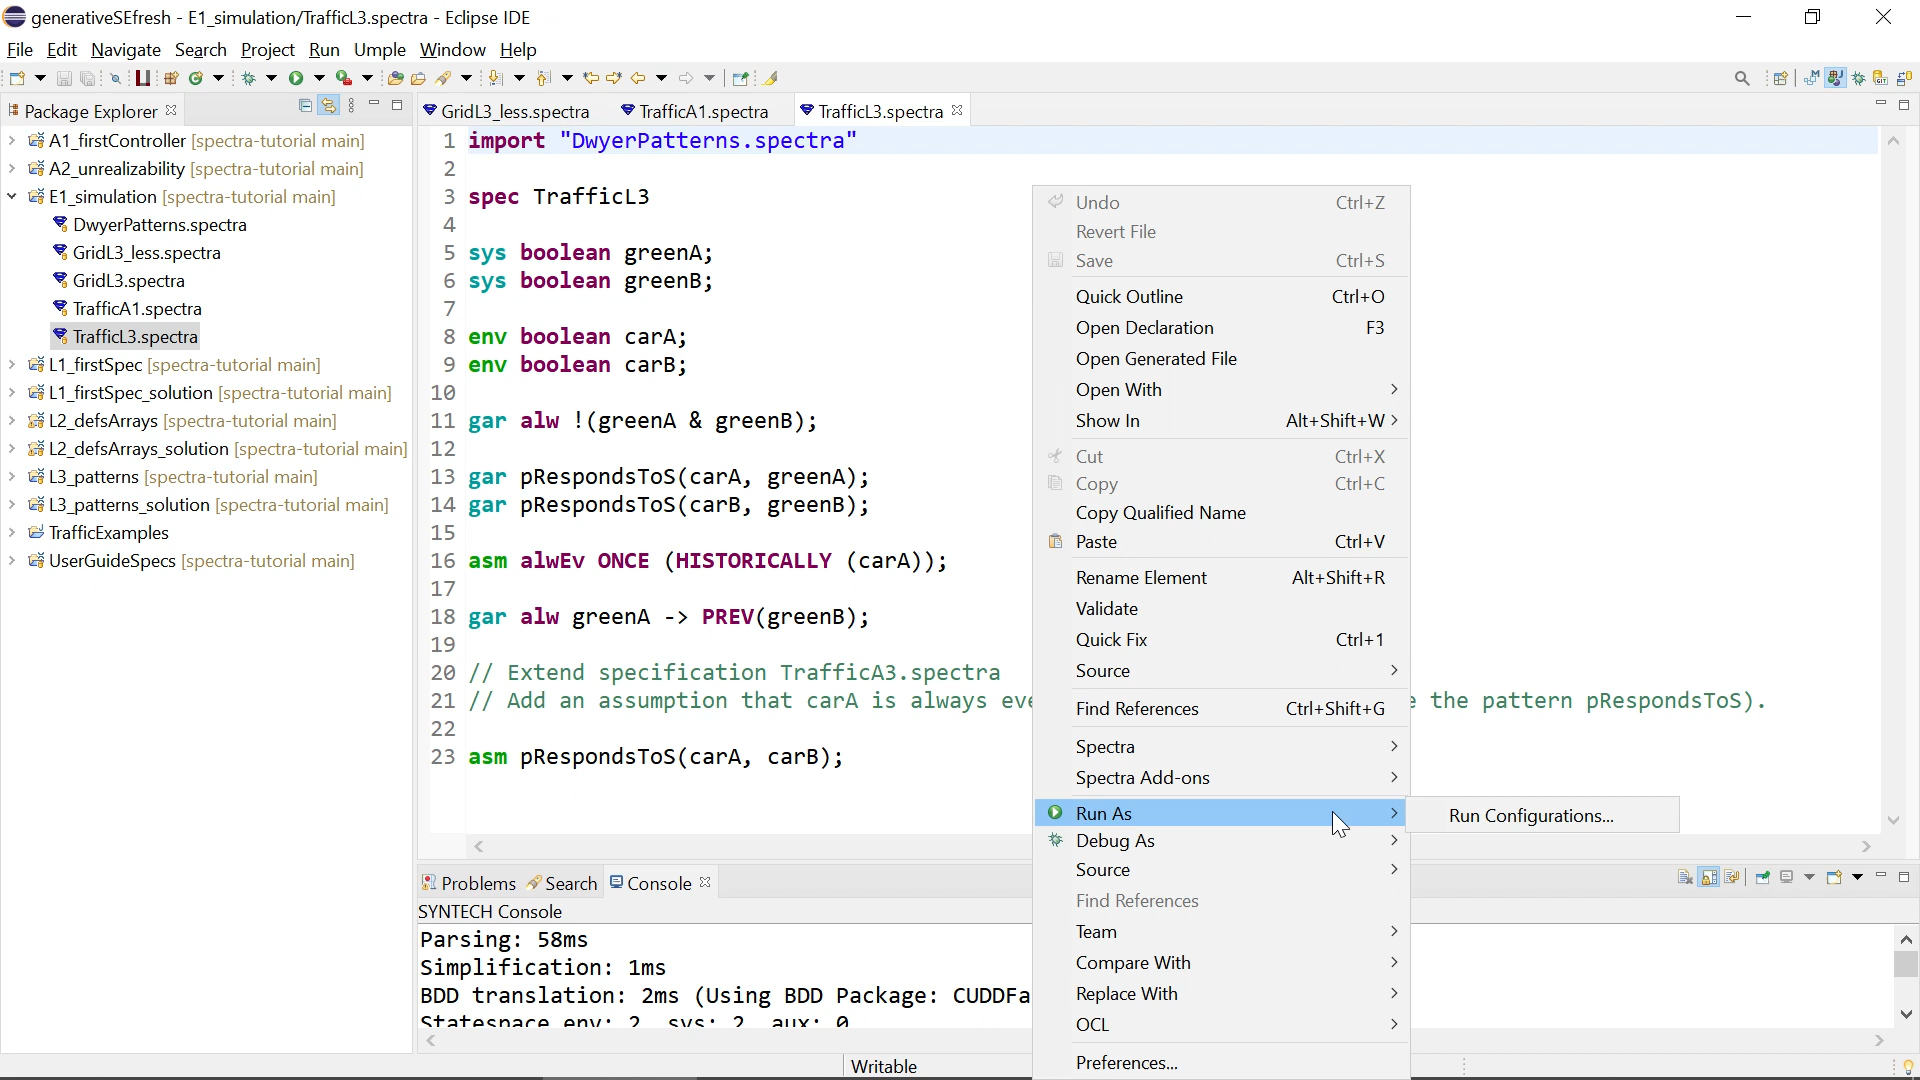 generativeSEfresh - E1_simulation/TrafficL3.spectra - Eclipse IDE
File Edit Navigate Search Project Run Umple Window Help
Package Explorer
A1_firstController [spectra-tutorial main]
A2_unrealizability [spectra-tutorial main]
E1_simulation [spectra-tutorial main]
DwyerPatterns.spectra
GridL3_less.spectra
GridL3.spectra
TrafficA1.spectra
TrafficL3.spectra
L1_firstSpec [spectra-tutorial main]
L1_firstSpec_solution [spectra-tutorial main]
L2_defsArrays [spectra-tutorial main]
L2_defsArrays_solution [spectra-tutorial main]
L3_patterns [spectra-tutorial main]
L3_patterns_solution [spectra-tutorial main]
TrafficExamples
UserGuideSpecs [spectra-tutorial main]
GridL3_less.spectra TrafficA1.spectra TrafficL3.spectra
1 import "DwyerPatterns.spectra"
2
3 spec TrafficL3
4
5 sys boolean greenA;
6 sys boolean greenB;
7
8 env boolean carA;
9 env boolean carB;
10
11 gar alw !(greenA & greenB);
12
13 gar pRespondsToS(carA, greenA);
14 gar pRespondsToS(carB, greenB);
15
16 asm alwEv ONCE (HISTORICALLY (carA));
17
18 gar alw greenA -> PREV(greenB);
19
20 // Extend specification TrafficA3.spectra
21 // Add an assumption that carA is always the pattern pRespondsToS).
22
23 asm pRespondsToS(carA, carB);
Undo Ctrl+Z
Revert File
Save Ctrl+S
Quick Outline Ctrl+O
Open Declaration F3
Open Generated File
Open With
Show In Alt+Shift+W
Cut Ctrl+X
Copy Ctrl+C
Copy Qualified Name
Paste Ctrl+V
Rename Element Alt+Shift+R
Validate
Quick Fix Ctrl+1
Source
Find References Ctrl+Shift+G
Spectra
Spectra Add-ons
Run As
Debug As
Source
Find References
Team
Compare With
Replace With
OCL
Preferences...
Run Configurations...
Problems Search Console
SYNTECH Console
Parsing: 58ms
Simplification: 1ms
BDD translation: 2ms (Using BDD Package: CUDDFa
Statespace env: 2 sys: 2 aux: 0
Writable